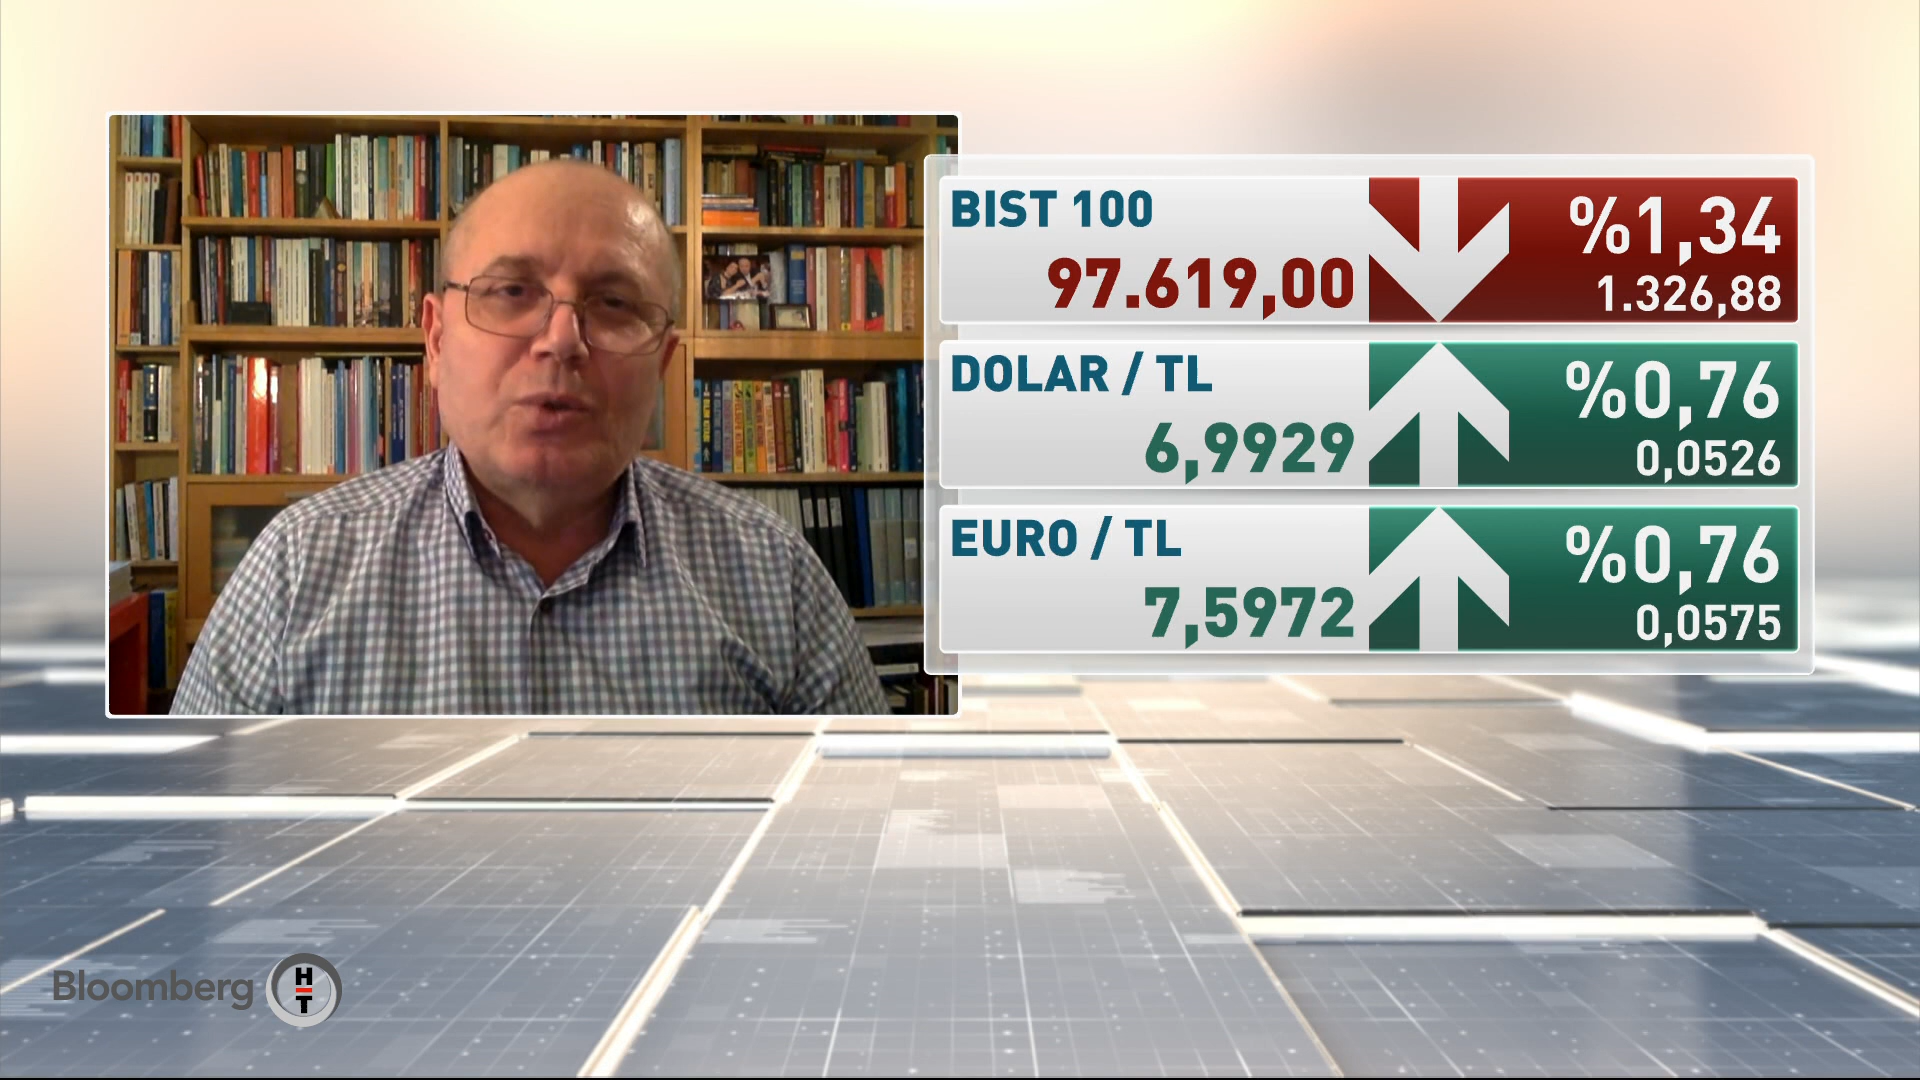 BIST 100
97.619,00
%1,34
1.326,88
DOLAR / TL
6,9929
%0,76
0,0526
EURO / TL
7,5972
%0,76
0,0575
Bloomberg HT